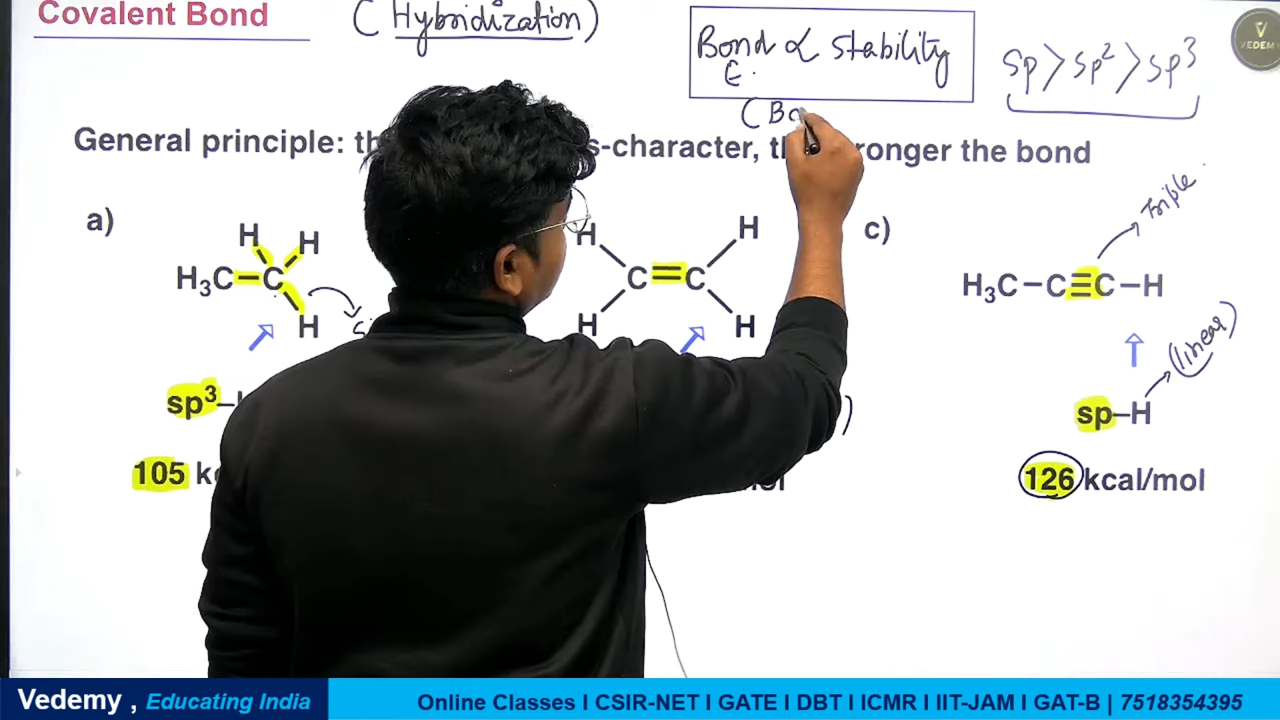 Covalent Bond
(Hybridization)
Bond ∝ stability
E.
sp > sp² > sp³
VEDEMY
(Bo
General principle: th s-character, th ronger the bond
a)
H H
H₃C–C
H
H H
C=C
H H
c)
Triple
H₃C–C≡C–H
(linear)
sp³–
sp–H
105 k
ol
126 kcal/mol
Vedemy , Educating India
Online Classes I CSIR-NET I GATE I DBT I ICMR I IIT-JAM I GAT-B | 7518354395